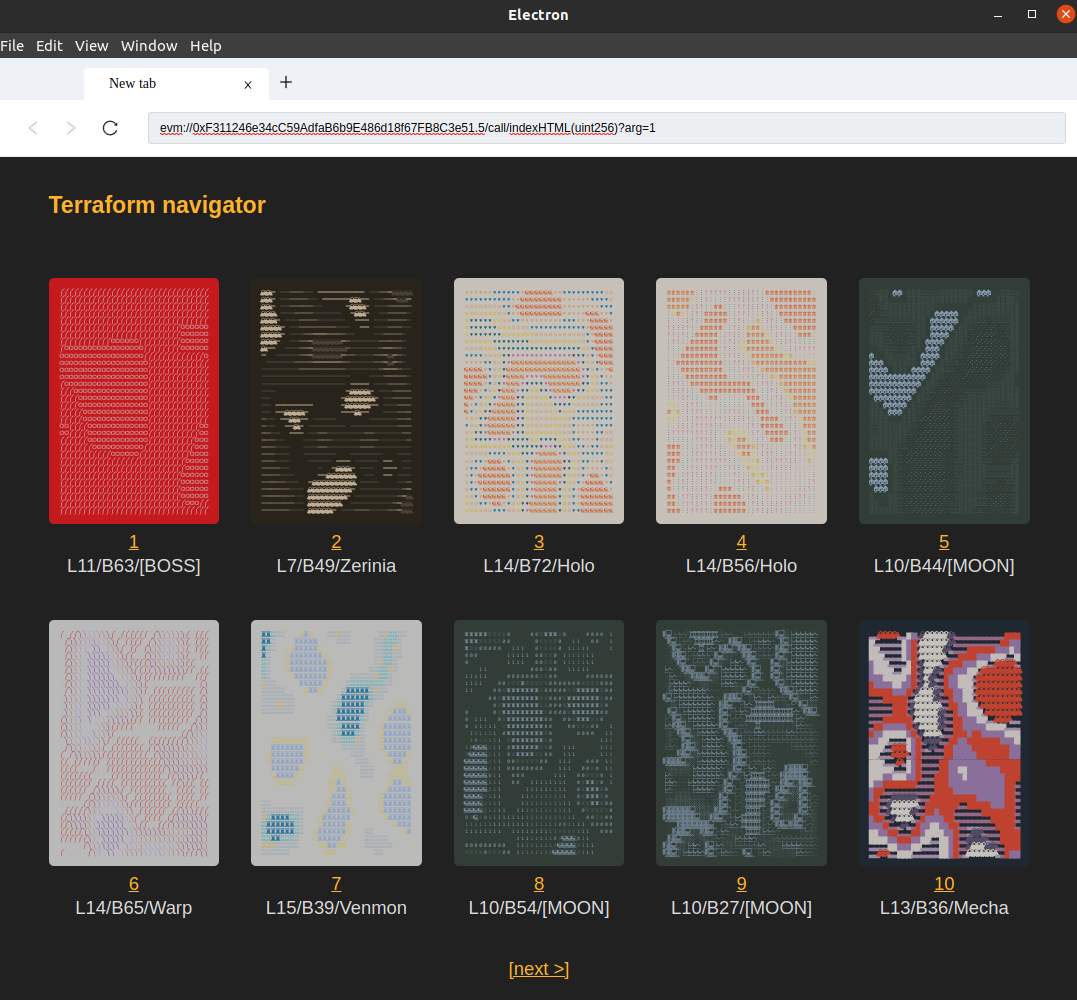 Electron
File Edit View Window Help
New tab x +
evm://0xF311246e34cC59AdfaB6b9E486d18f67FB8C3e51.5/call/indexHTML(uint256)?arg=1
Terraform navigator
1 2 3 4 5
L11/B63/[BOSS] L7/B49/Zerinia L14/B72/Holo L14/B56/Holo L10/B44/[MOON]
6 7 8 9 10
L14/B65/Warp L15/B39/Venmon L10/B54/[MOON] L10/B27/[MOON] L13/B36/Mecha
[next >]